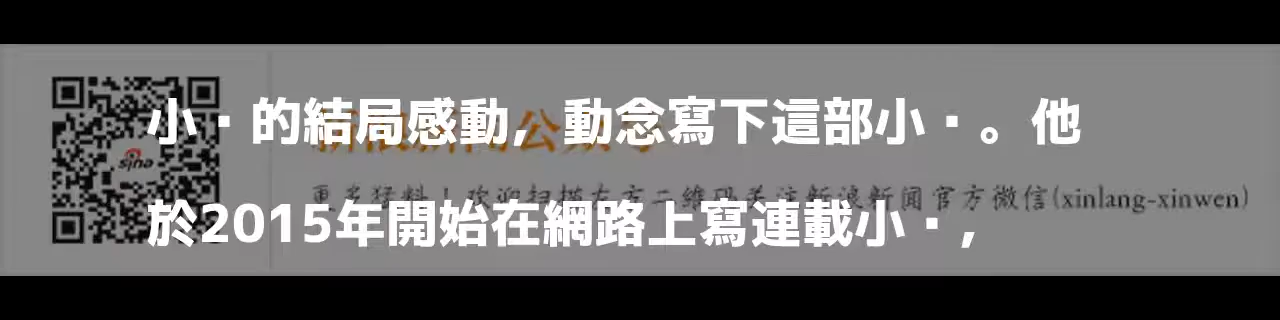 小·的結局感動，動念寫下這部小·。他
於2015年開始在網路上寫連載小·，
sina
更多猛料！欢迎扫描左方二维码关注新浪新闻官方微信(xinlang-xinwen)